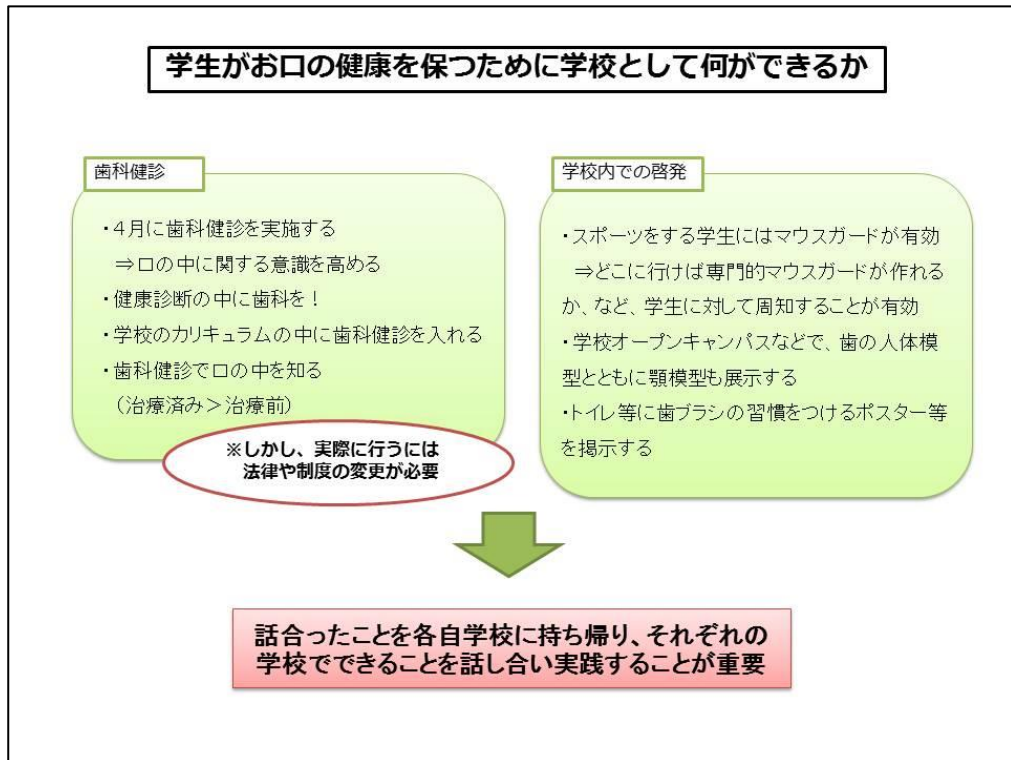 学生がお口の健康を保つために学校として何ができるか
歯科健診
・4月に歯科健診を実施する
⇒口の中に関する意識を高める
・健康診断の中に歯科を！
・学校のカリキュラムの中に歯科健診を入れる
・歯科健診で口の中を知る
（治療済み＞治療前）
※しかし、実際に行うには
法律や制度の変更が必要
学校内での啓発
・スポーツをする学生にはマウスガードが有効
⇒どこに行けば専門的マウスガードが作れる
か、など、学生に対して周知することが有効
・学校オープンキャンパスなどで、歯の人体模
型とともに顎模型も展示する
・トイレ等に歯ブラシの習慣をつけるポスター等
を掲示する
話合ったことを各自学校に持ち帰り、それぞれの
学校でできることを話し合い実践することが重要